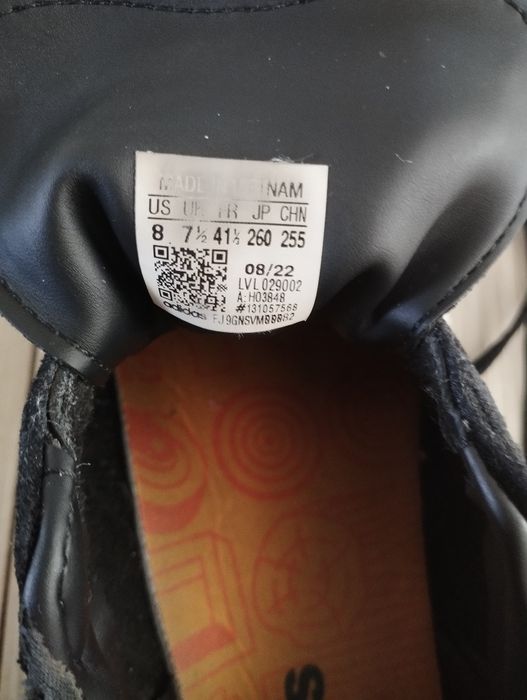 MADE IN VIETNAM
US UK FR JP CHN
8 7½ 41⅓ 260 255
08/22
LVL 029002
A: H03848
#131057568
adidas
S